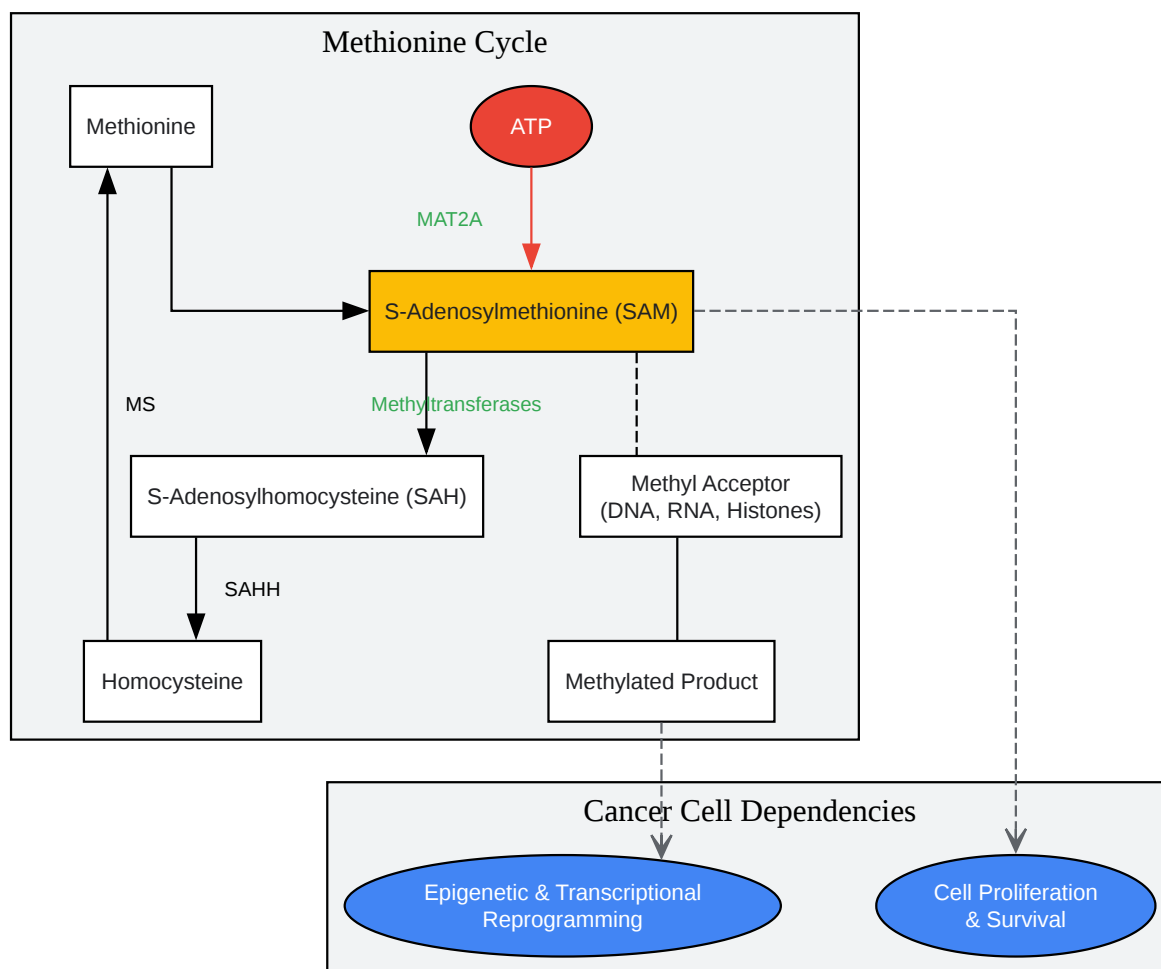 Methionine Cycle
Methionine
ATP
MAT2A
S-Adenosylmethionine (SAM)
MS
Methyltransferases
S-Adenosylhomocysteine (SAH)
Methyl Acceptor
(DNA, RNA, Histones)
SAHH
Homocysteine
Methylated Product
Cancer Cell Dependencies
Epigenetic & Transcriptional
Reprogramming
Cell Proliferation
& Survival